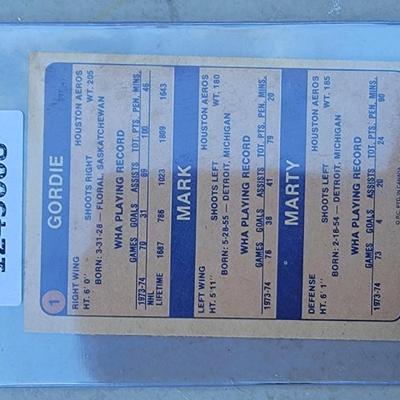 1
GORDIE
RIGHT WING HOUSTON AEROS
HT. 6' 0" SHOOTS RIGHT WT. 205
BORN: 3-31-28 — FLORAL, SASKATCHEWAN
WHA PLAYING RECORD
GAMES GOALS ASSISTS TOT. PTS. PEN. MINS.
1973-74 70 31 69 100 46
NHL
LIFETIME 1687 786 1023 1809 1643
MARK
LEFT WING HOUSTON AEROS
HT. 5'11" SHOOTS LEFT WT. 180
BORN: 5-28-55 — DETROIT, MICHIGAN
WHA PLAYING RECORD
GAMES GOALS ASSISTS TOT. PTS. PEN. MINS.
1973-74 76 38 41 79 20
MARTY
DEFENSE HOUSTON AEROS
HT. 6' 1" SHOOTS LEFT WT. 185
BORN: 2-18-54 — DETROIT, MICHIGAN
WHA PLAYING RECORD
GAMES GOALS ASSISTS TOT. PTS. PEN. MINS.
1973-74 73 4 20 24 90